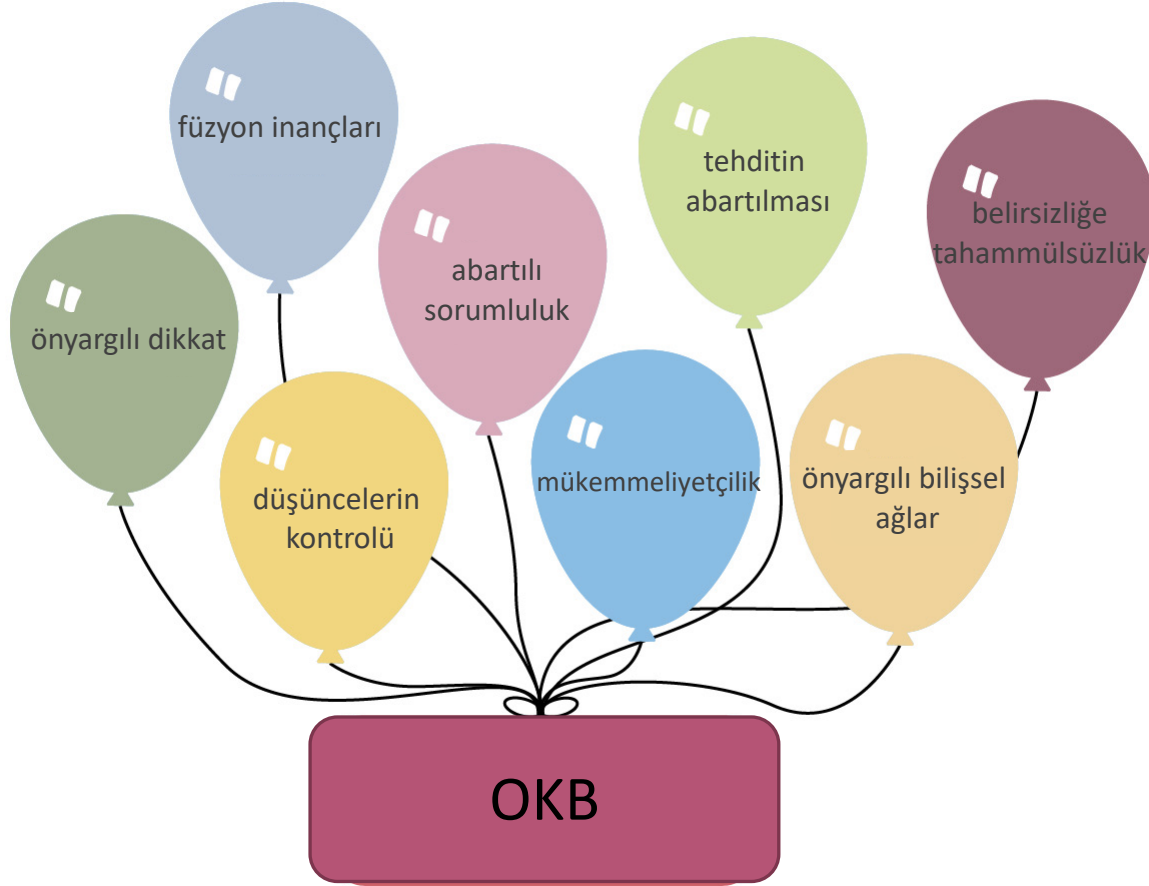 füzyon inançları
tehditin
abartılması
belirsizliğe
tahammülsüzlük
abartılı
sorumluluk
önyargılı dikkat
düşüncelerin
kontrolü
mükemmeliyetçilik
önyargılı bilişsel
ağlar
OKB